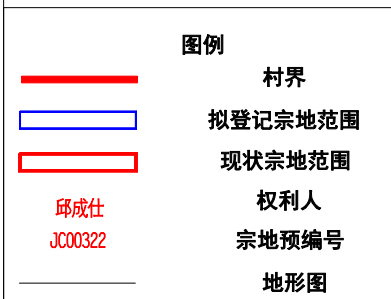 图例
村界
拟登记宗地范围
现状宗地范围
邱成仕 权利人
JC00322 宗地预编号
地形图